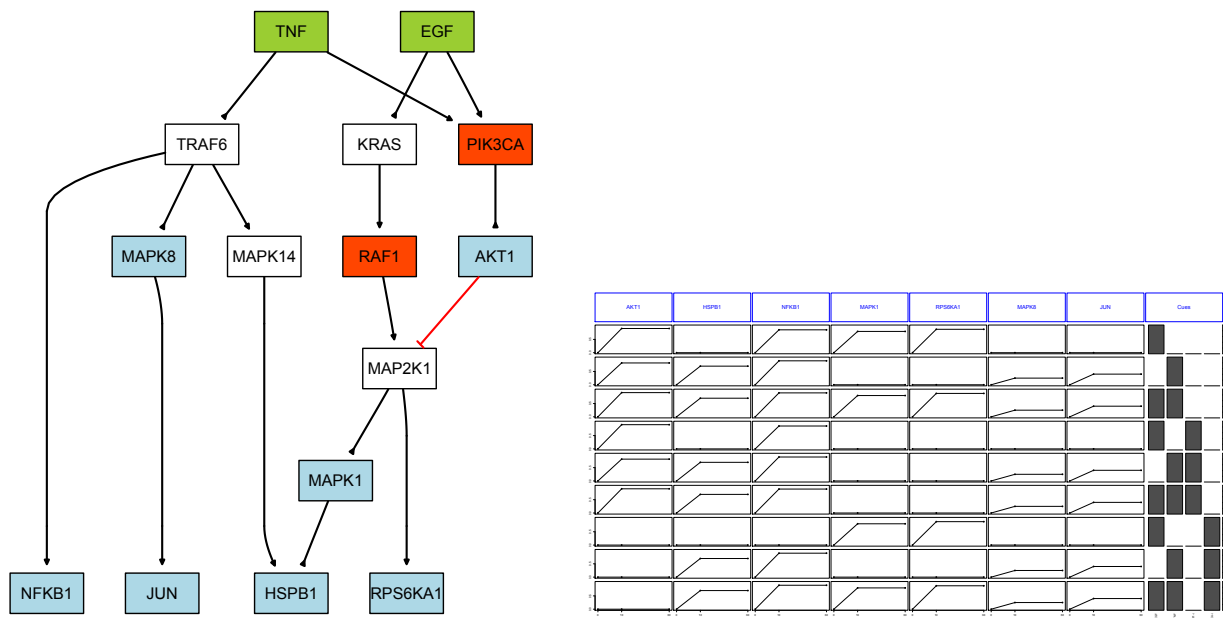 TNF
EGF
TRAF6
KRAS
PIK3CA
MAPK8
MAPK14
RAF1
AKT1
MAP2K1
MAPK1
NFKB1
JUN
HSPB1
RPS6KA1
AKT1
HSPB1
NFKB1
MAPK1
RPS6KA1
MAPK8
JUN
Cues